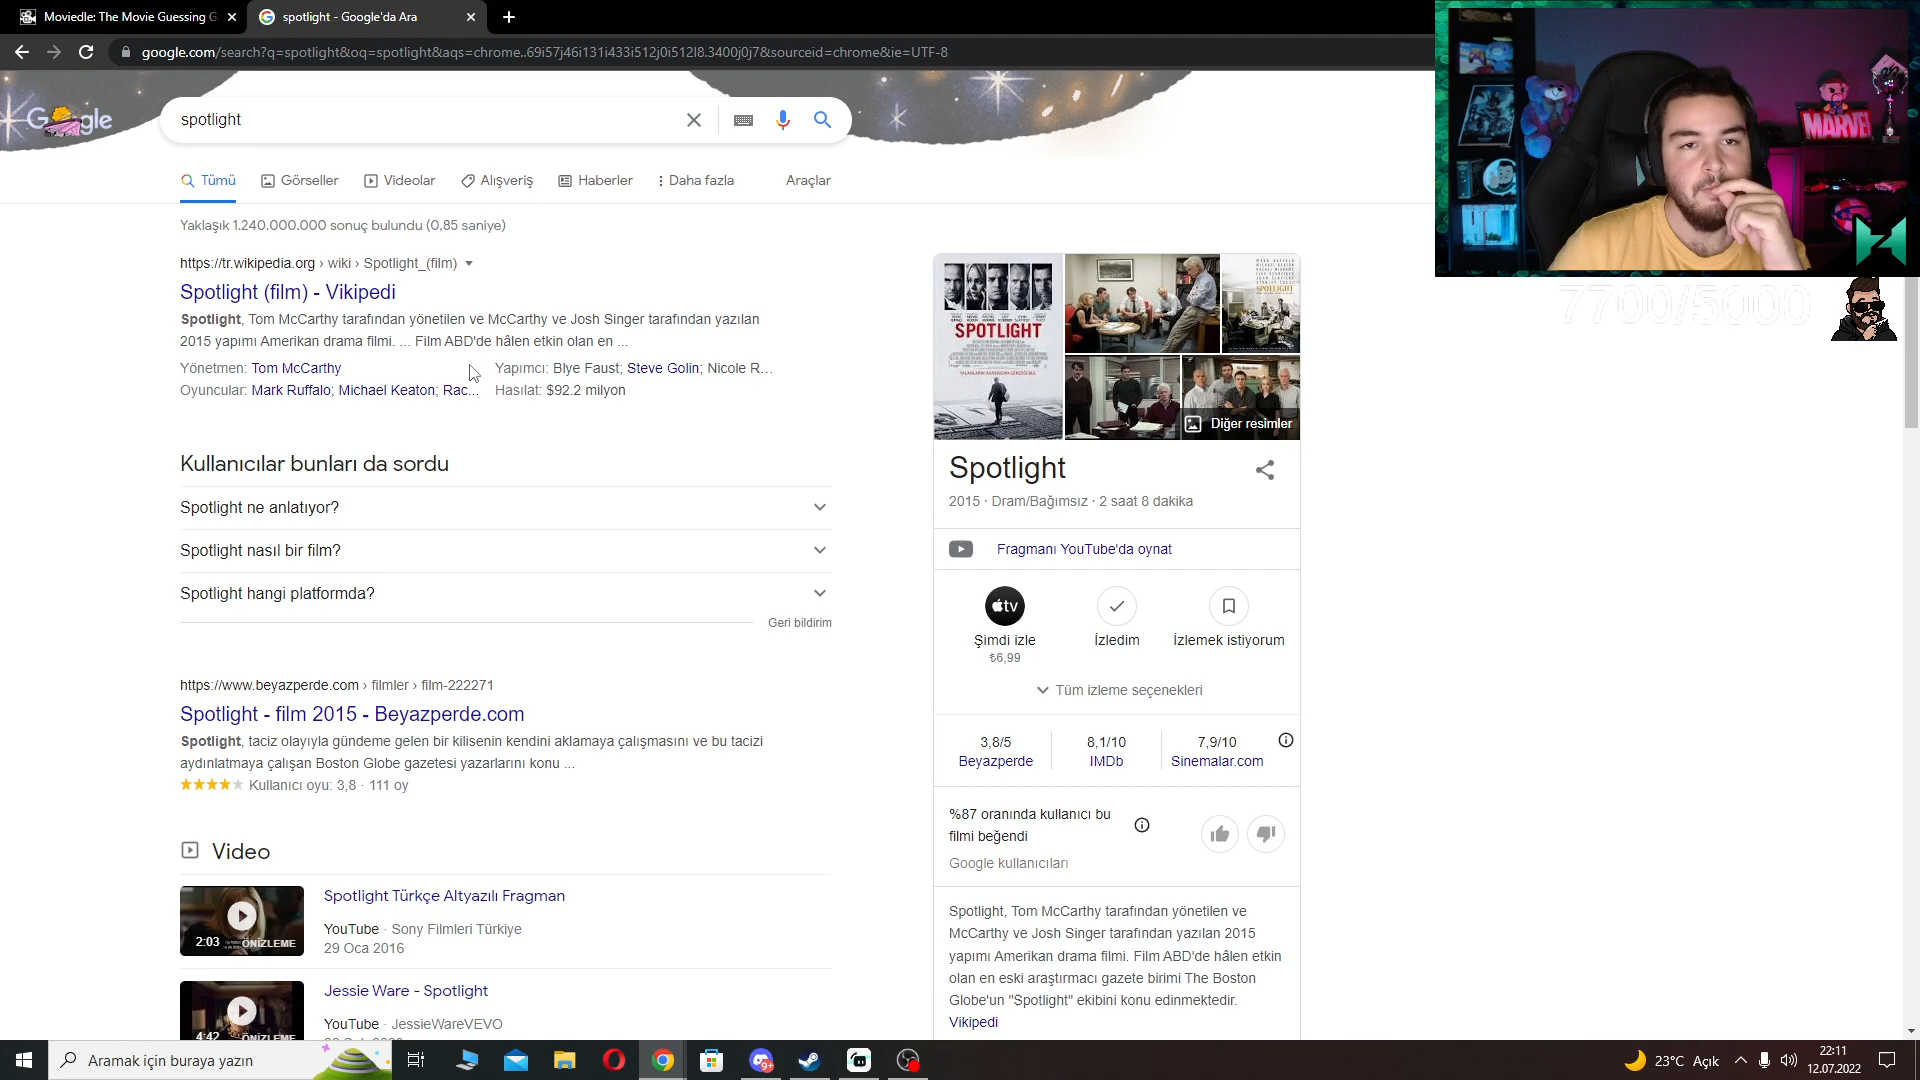 Moviedle: The Movie Guessing G
spotlight - Google'da Ara
google.com/search?q=spotlight&oq=spotlight&aqs=chrome..69i57j46i131i433i512j0i512l8.3400j0j7&sourceid=chrome&ie=UTF-8
Google
spotlight
Tümü
Görseller
Videolar
Alışveriş
Haberler
Daha fazla
Araçlar
Yaklaşık 1.240.000.000 sonuç bulundu (0,85 saniye)
https://tr.wikipedia.org › wiki › Spotlight_(film)
Spotlight (film) - Vikipedi
Spotlight, Tom McCarthy tarafından yönetilen ve McCarthy ve Josh Singer tarafından yazılan
2015 yapımı Amerikan drama filmi. ... Film ABD'de hâlen etkin olan en ...
Yönetmen: Tom McCarthy
Yapımcı: Blye Faust; Steve Golin; Nicole R...
Oyuncular: Mark Ruffalo; Michael Keaton; Rac...
Hasılat: $92.2 milyon
Kullanıcılar bunları da sordu
Spotlight ne anlatıyor?
Spotlight nasıl bir film?
Spotlight hangi platformda?
Geri bildirim
https://www.beyazperde.com › filmler › film-222271
Spotlight - film 2015 - Beyazperde.com
Spotlight, taciz olayıyla gündeme gelen bir kilisenin kendini aklamaya çalışmasını ve bu tacizi
aydınlatmaya çalışan Boston Globe gazetesi yazarlarını konu ...
Kullanıcı oyu: 3,8 · 111 oy
Video
2:03
ÖNİZLEME
Spotlight Türkçe Altyazılı Fragman
YouTube · Sony Filmleri Türkiye
29 Oca 2016
4:42
ÖNİZLEME
Jessie Ware - Spotlight
YouTube · JessieWareVEVO
SPOTLIGHT
SPOTLIGHT
Diğer resimler
Spotlight
2015 · Dram/Bağımsız · 2 saat 8 dakika
Fragmanı YouTube'da oynat
tv
Şimdi izle
₺6,99
İzledim
İzlemek istiyorum
Tüm izleme seçenekleri
3,8/5
Beyazperde
8,1/10
IMDb
7,9/10
Sinemalar.com
%87 oranında kullanıcı bu
filmi beğendi
Google kullanıcıları
Spotlight, Tom McCarthy tarafından yönetilen ve
McCarthy ve Josh Singer tarafından yazılan 2015
yapımı Amerikan drama filmi. Film ABD'de hâlen etkin
olan en eski araştırmacı gazete birimi The Boston
Globe'un "Spotlight" ekibini konu edinmektedir.
Vikipedi
MARVEL
7700/5000
Aramak için buraya yazın
9+
23°C Açık
22:11
12.07.2022